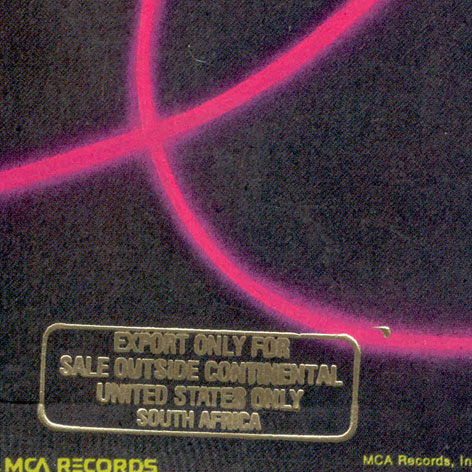 EXPORT ONLY FOR
SALE OUTSIDE CONTINENTAL
UNITED STATES ONLY
SOUTH AFRICA
MCA RECORDS
MCA Records, In